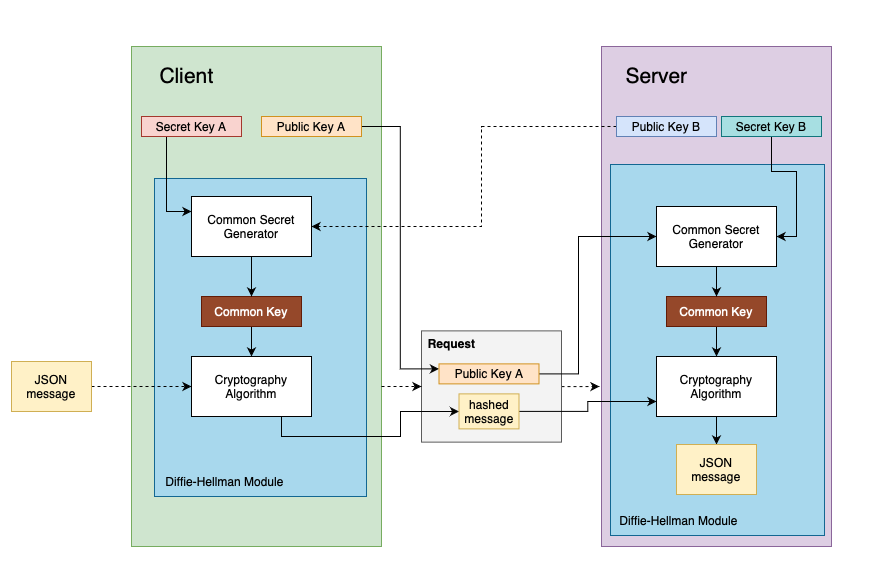 Client
Server
Secret Key A
Public Key A
Public Key B
Secret Key B
Common Secret
Generator
Common Secret
Generator
Common Key
Common Key
Request
Public Key A
JSON
message
Cryptography
Algorithm
hashed
message
Cryptography
Algorithm
JSON
message
Diffie-Hellman Module
Diffie-Hellman Module